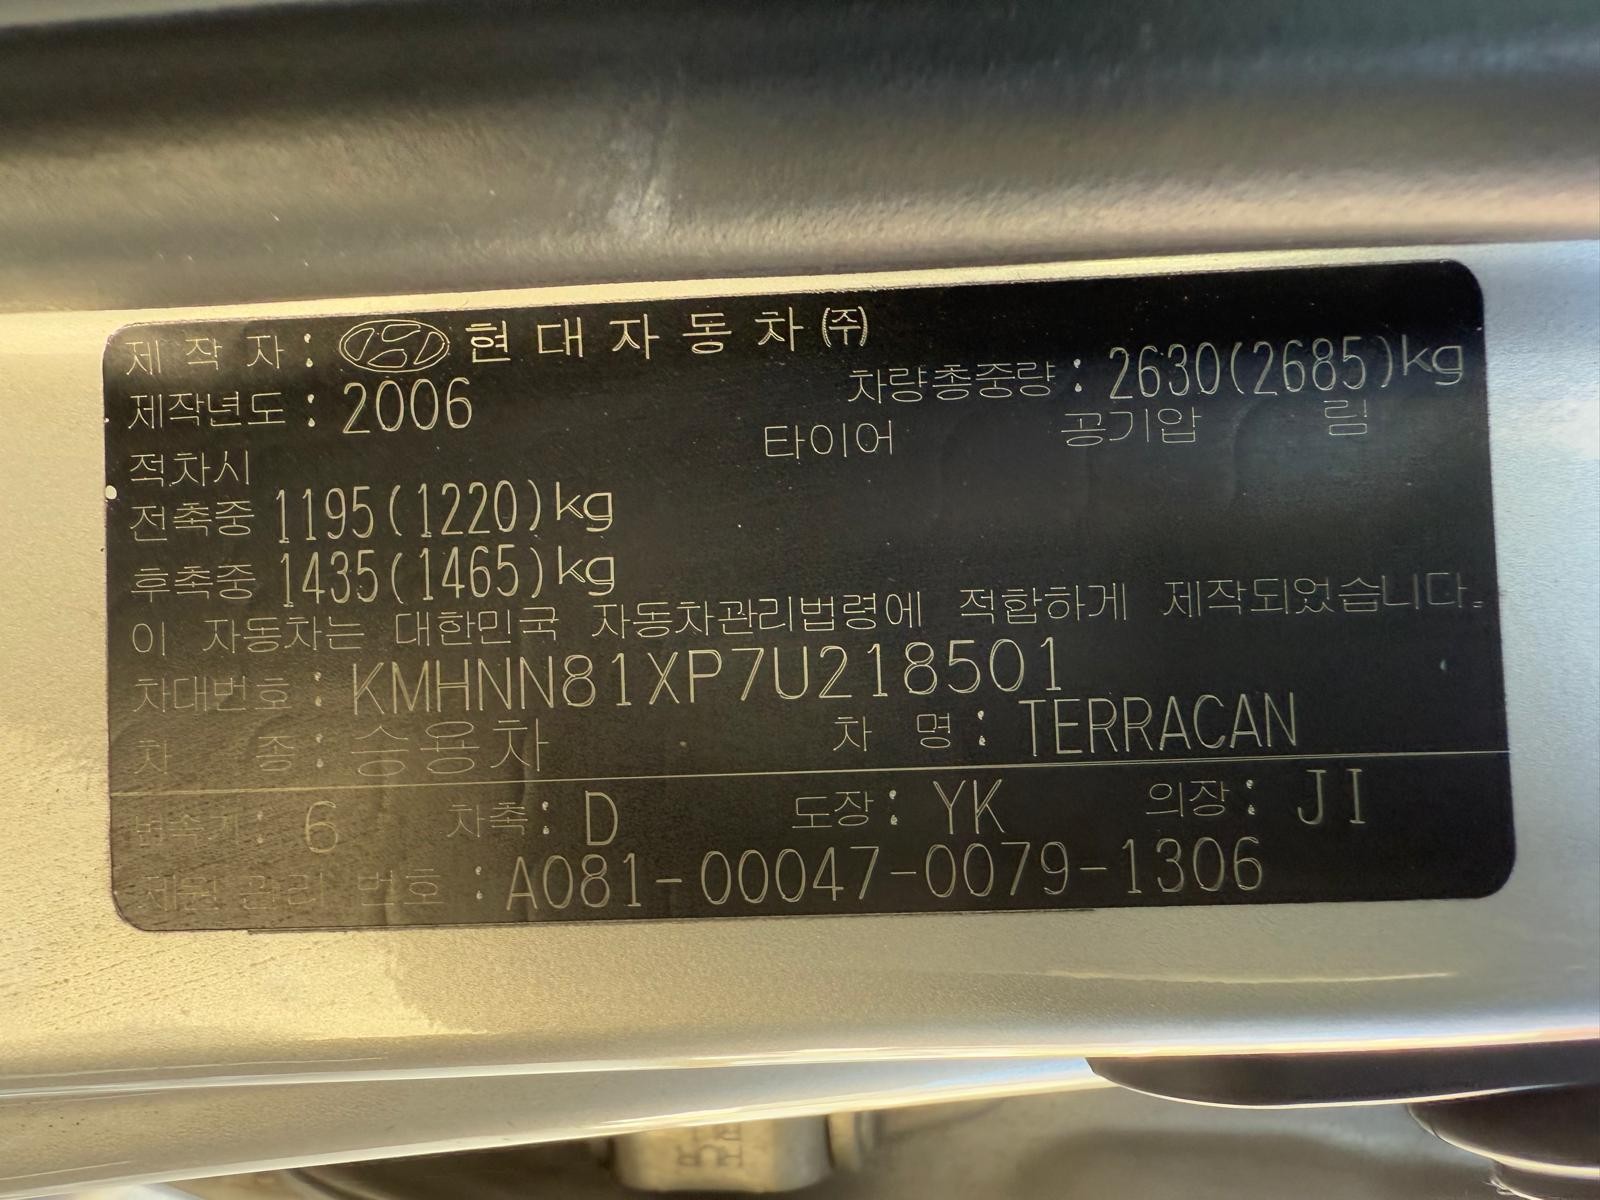 제 작 자 : 현 대 자 동 차 ㈜
제작년도 : 2006 차량총중량 : 2630(2685)kg
적차시 타이어 공기압 림
전축중 1195(1220)kg
후축중 1435(1465)kg
이 자동차는 대한민국 자동차관리법령에 적합하게 제작되었습니다.
차대번호 : KMHNN81XP7U218501
차 종 : 승용차 차 명 : TERRACAN
변속기 : 6 차축 : D 도장 : YK 의장 : JI
제원 관리 번호 : A081-00047-0079-1306